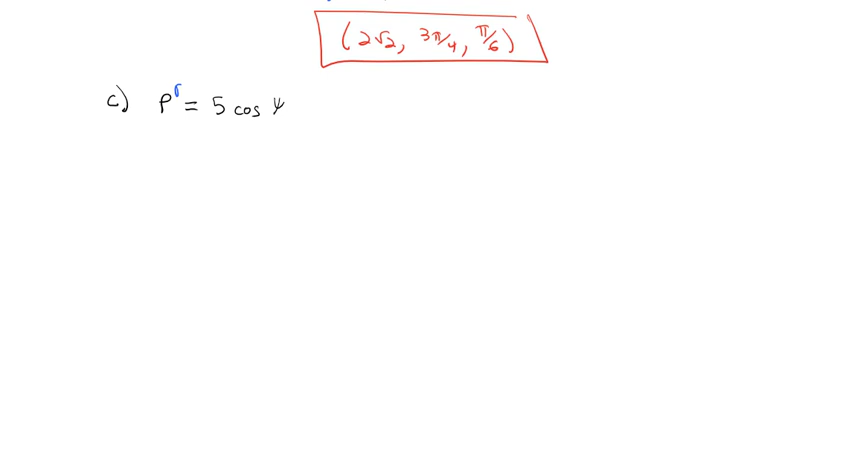 (2√2, 3π/4, π/6)
c) ρ = 5 cos ψ